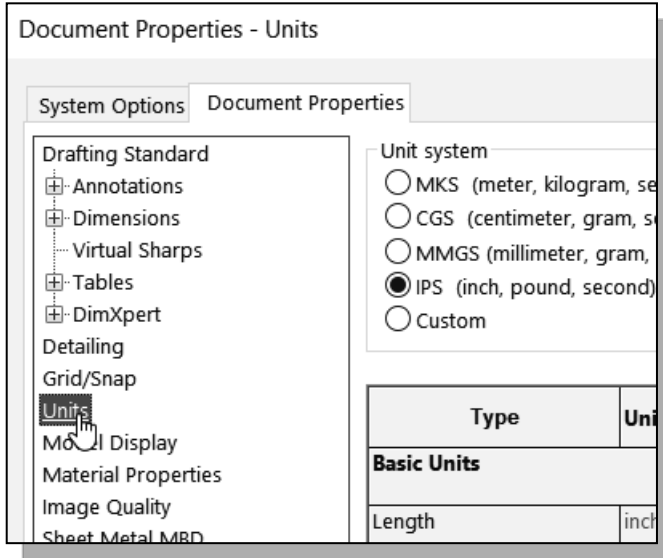 Document Properties - Units
System Options
Document Properties
Drafting Standard
Annotations
Dimensions
Virtual Sharps
Tables
DimXpert
Detailing
Grid/Snap
Units
Display
Material Properties
Image Quality
Sheet Metal MBD
Unit system
MKS (meter, kilogram, se
CGS (centimeter, gram, s
MMGS (millimeter, gram,
IPS (inch, pound, second)
Custom
Type Uni
Basic Units
Length inch